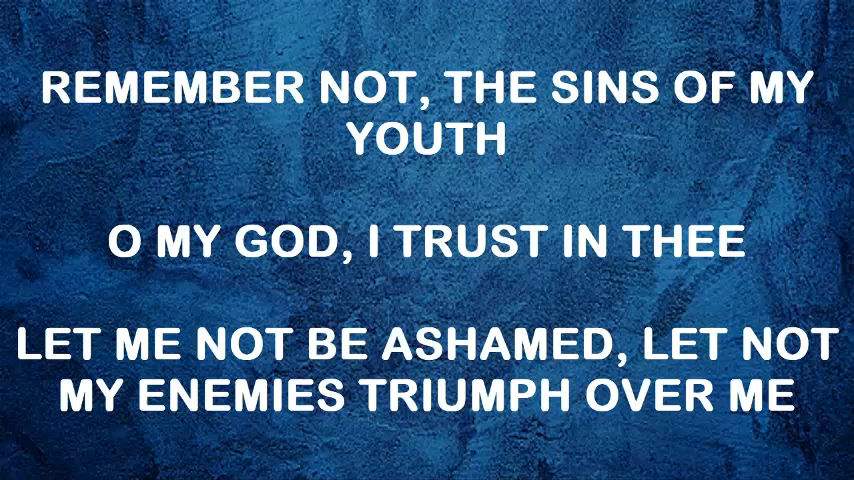 REMEMBER NOT, THE SINS OF MY
YOUTH
O MY GOD, I TRUST IN THEE
LET ME NOT BE ASHAMED, LET NOT
MY ENEMIES TRIUMPH OVER ME